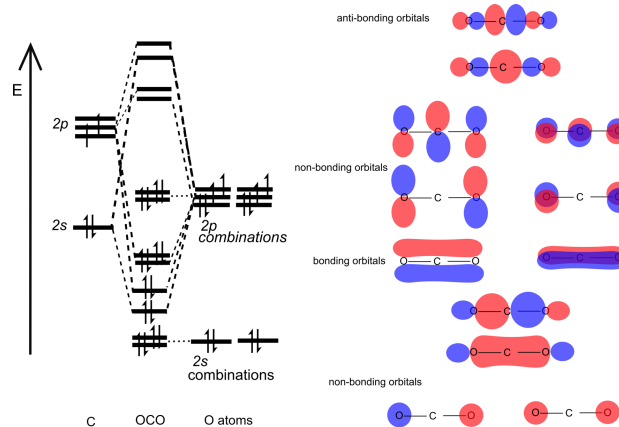 anti-bonding orbitals
O C O
E
O C O
2p
O C O
O C O
non-bonding orbitals
2s
2p
combinations
O C O
O C O
bonding orbitals
O C O
O C O
O C O
O C O
2s
combinations
non-bonding orbitals
O C O
O C O
C OCO O atoms